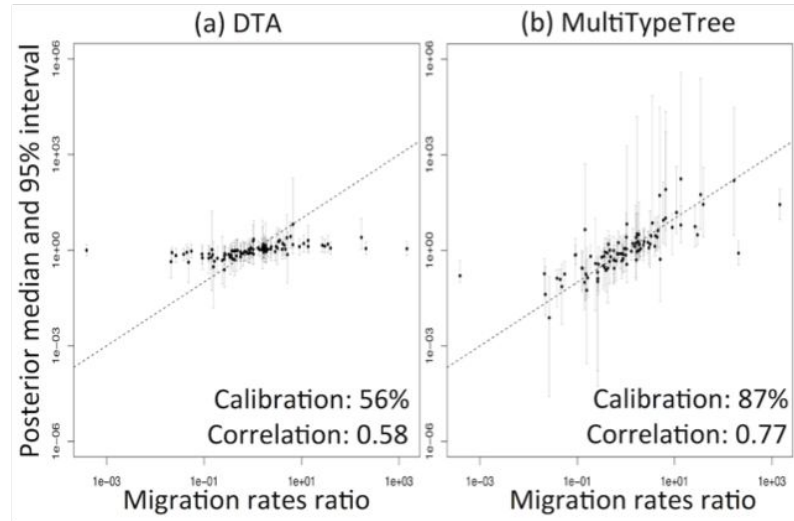 (a) DTA
(b) MultiTypeTree
Posterior median and 95% interval
1e+06
1e+03
1e+00
1e-03
1e-06
Calibration: 56%
Correlation: 0.58
Calibration: 87%
Correlation: 0.77
1e-03
1e-01
1e+01
1e+03
Migration rates ratio
1e+06
1e+03
1e+00
1e-03
1e-06
1e-03
1e-01
1e+01
1e+03
Migration rates ratio